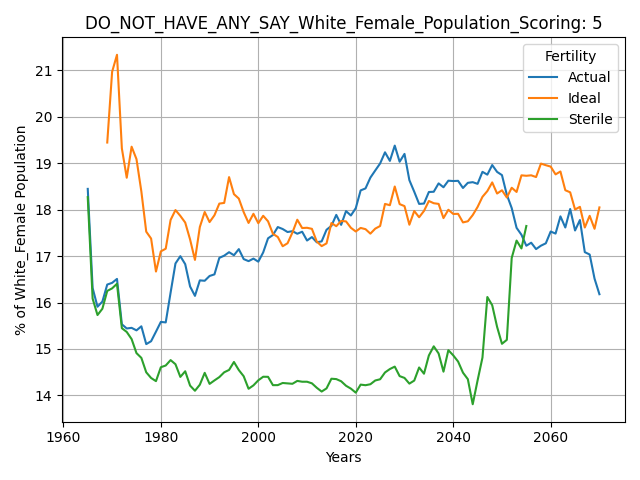 DO_NOT_HAVE_ANY_SAY_White_Female_Population_Scoring: 5
Fertility
Actual
Ideal
Sterile
% of White_Female Population
21
20
19
18
17
16
15
14
1960
1980
2000
2020
2040
2060
Years